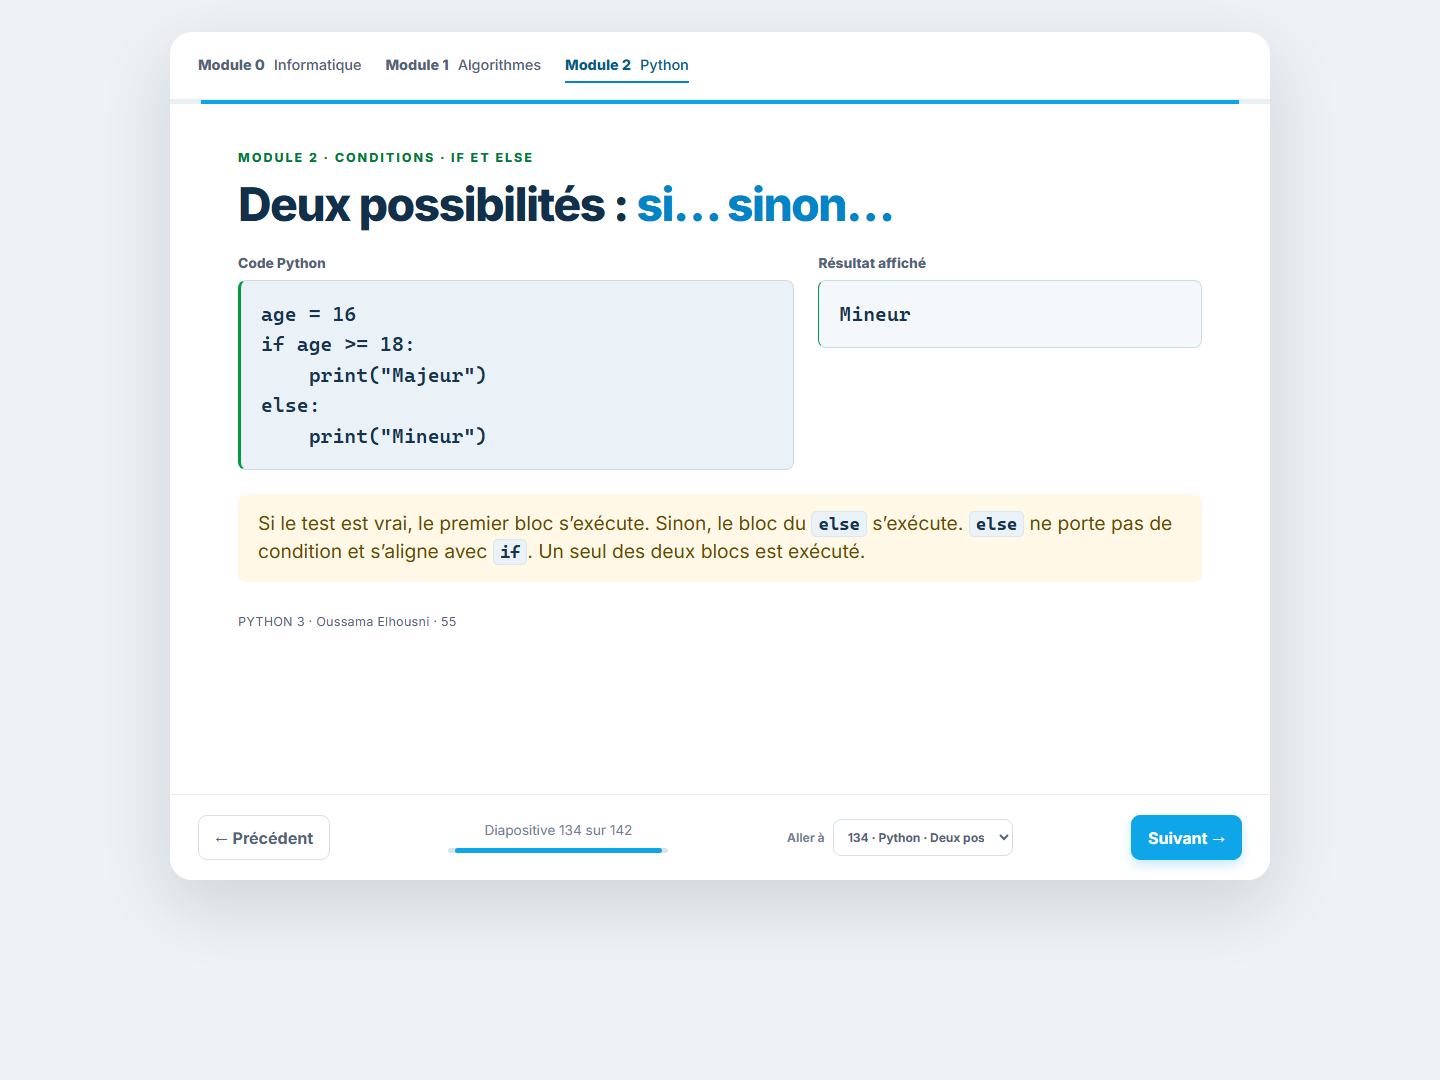 Module 0 Informatique Module 1 Algorithmes Module 2 Python
MODULE 2 · CONDITIONS · IF ET ELSE
Deux possibilités : si… sinon…
Code Python
age = 16
if age >= 18:
    print("Majeur")
else:
    print("Mineur")
Résultat affiché
Mineur
Si le test est vrai, le premier bloc s’exécute. Sinon, le bloc du else s’exécute. else ne porte pas de
condition et s’aligne avec if. Un seul des deux blocs est exécuté.
PYTHON 3 · Oussama Elhousni · 55
← Précédent
Diapositive 134 sur 142
Aller à 134 · Python · Deux pos
Suivant →